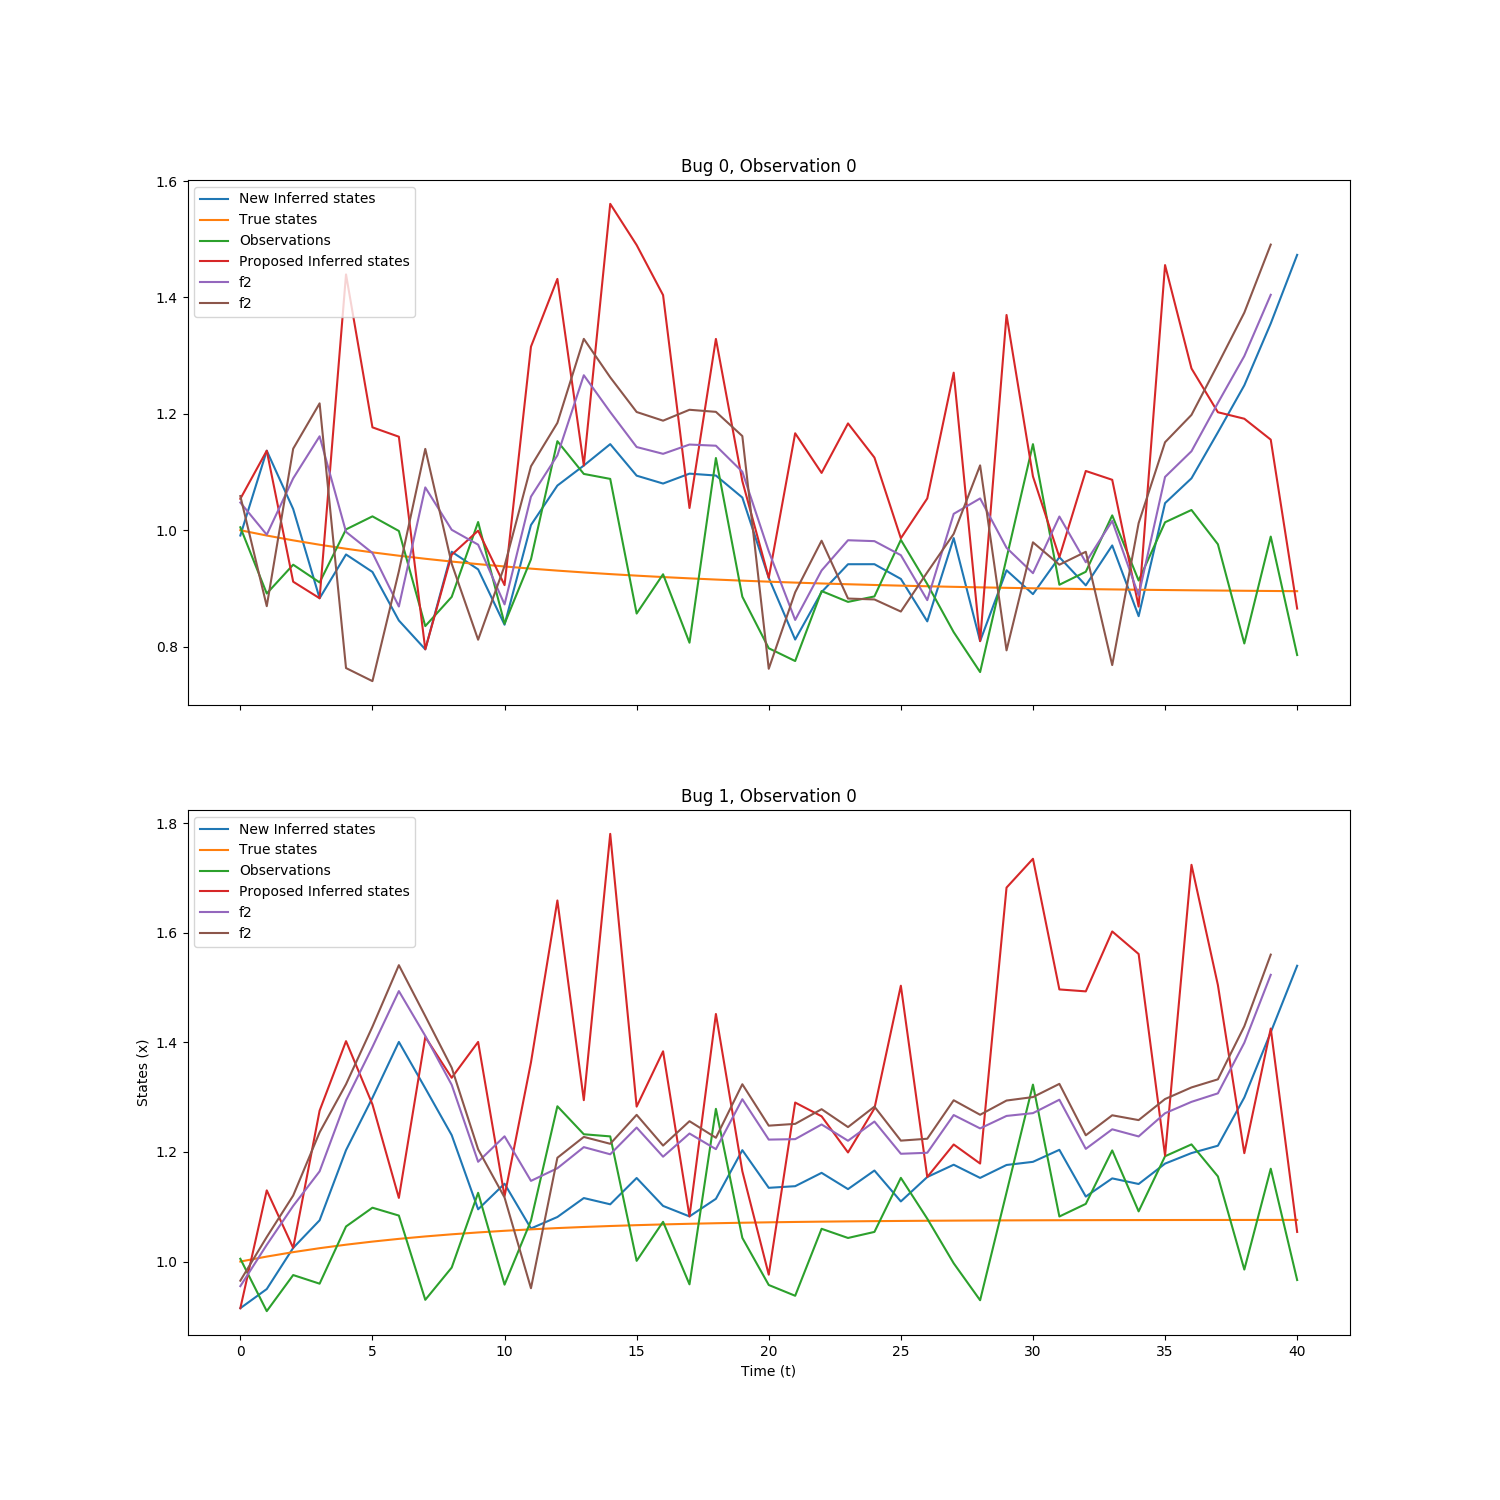 Bug 0, Observation 0
1.6
1.4
1.2
1.0
0.8
New Inferred states
True states
Observations
Proposed Inferred states
f2
f2
Bug 1, Observation 0
1.8
1.6
1.4
1.2
1.0
States (x)
New Inferred states
True states
Observations
Proposed Inferred states
f2
f2
0 5 10 15 20 25 30 35 40
Time (t)